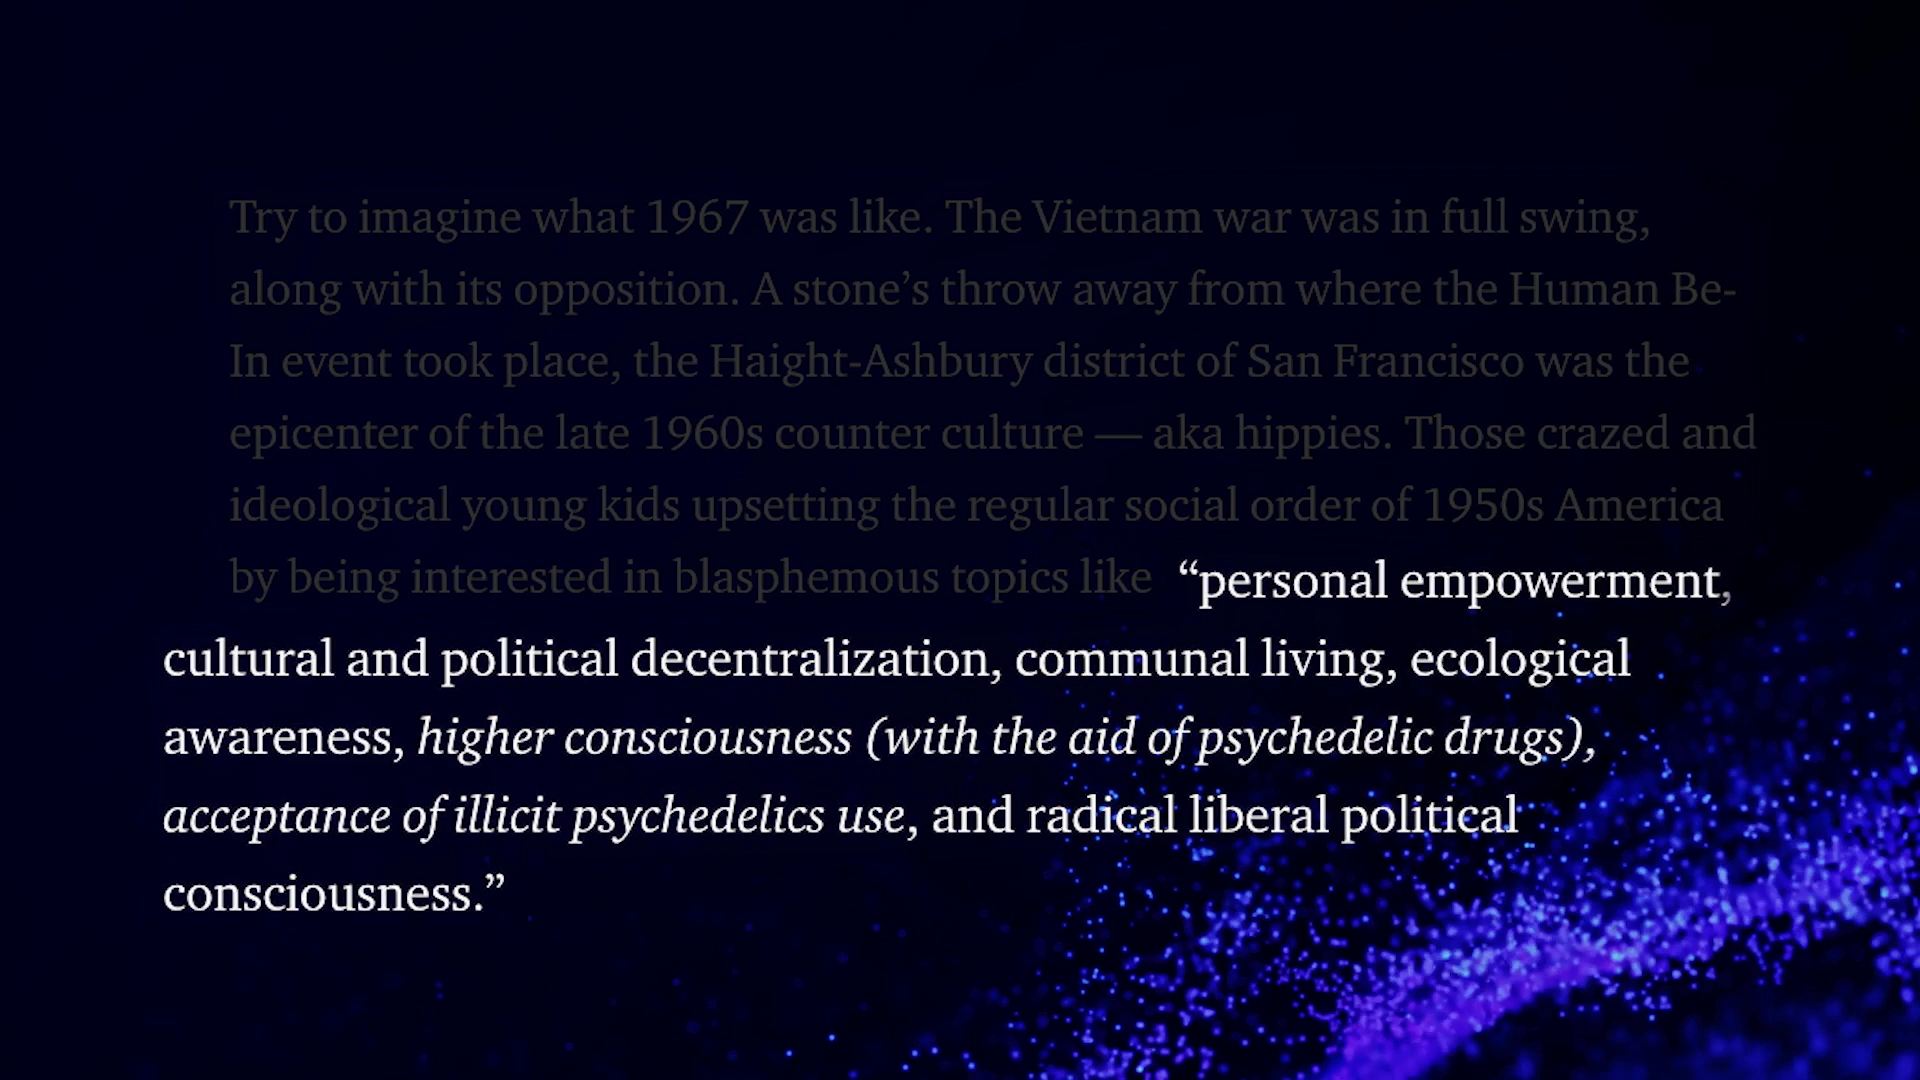 Try to imagine what 1967 was like. The Vietnam war was in full swing,
along with its opposition. A stone’s throw away from where the Human Be-
In event took place, the Haight-Ashbury district of San Francisco was the
epicenter of the late 1960s counter culture — aka hippies. Those crazed and
ideological young kids upsetting the regular social order of 1950s America
by being interested in blasphemous topics like “personal empowerment,
cultural and political decentralization, communal living, ecological
awareness, higher consciousness (with the aid of psychedelic drugs),
acceptance of illicit psychedelics use, and radical liberal political
consciousness.”